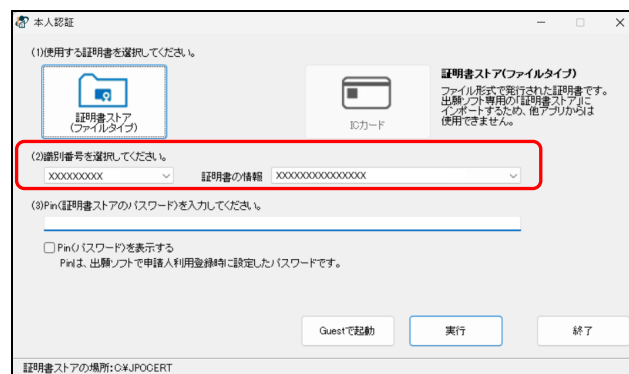 本人認証
(1)使用する証明書を選択してください。
証明書ストア
(ファイルタイプ)
ICカード
証明書ストア(ファイルタイプ)
ファイル形式で発行された証明書です。
出願ソフト専用の「証明書ストア」に
インポートするため、他アプリからは
使用できません。
(2)識別番号を選択してください。
XXXXXXXXX 証明書の情報 XXXXXXXXXXXXXXX
(3)Pin(証明書ストアのパスワード)を入力してください。
Pin(パスワード)を表示する
Pinは、出願ソフトで申請人利用登録時に設定したパスワードです。
Guestで起動 実行 終了
証明書ストアの場所:C:¥JPOCERT